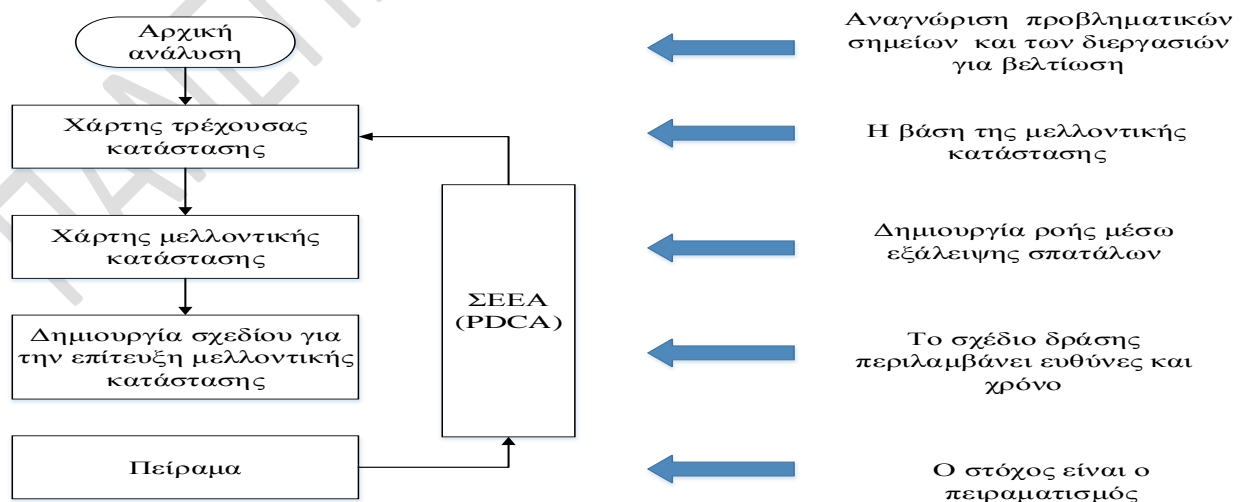 Αρχική
ανάλυση
Αναγνώριση προβληματικών
σημείων και των διεργασιών
για βελτίωση
Χάρτης τρέχουσας
κατάστασης
Η βάση της μελλοντικής
κατάστασης
Χάρτης μελλοντικής
κατάστασης
Δημιουργία ροής μέσω
εξάλειψης σπατάλων
ΣΕΕΑ
(PDCA)
Δημιουργία σχεδίου για
την επίτευξη μελλοντικής
κατάστασης
Το σχέδιο δράσης
περιλαμβάνει ευθύνες και
χρόνο
Πείραμα
Ο στόχος είναι ο
πειραματισμός